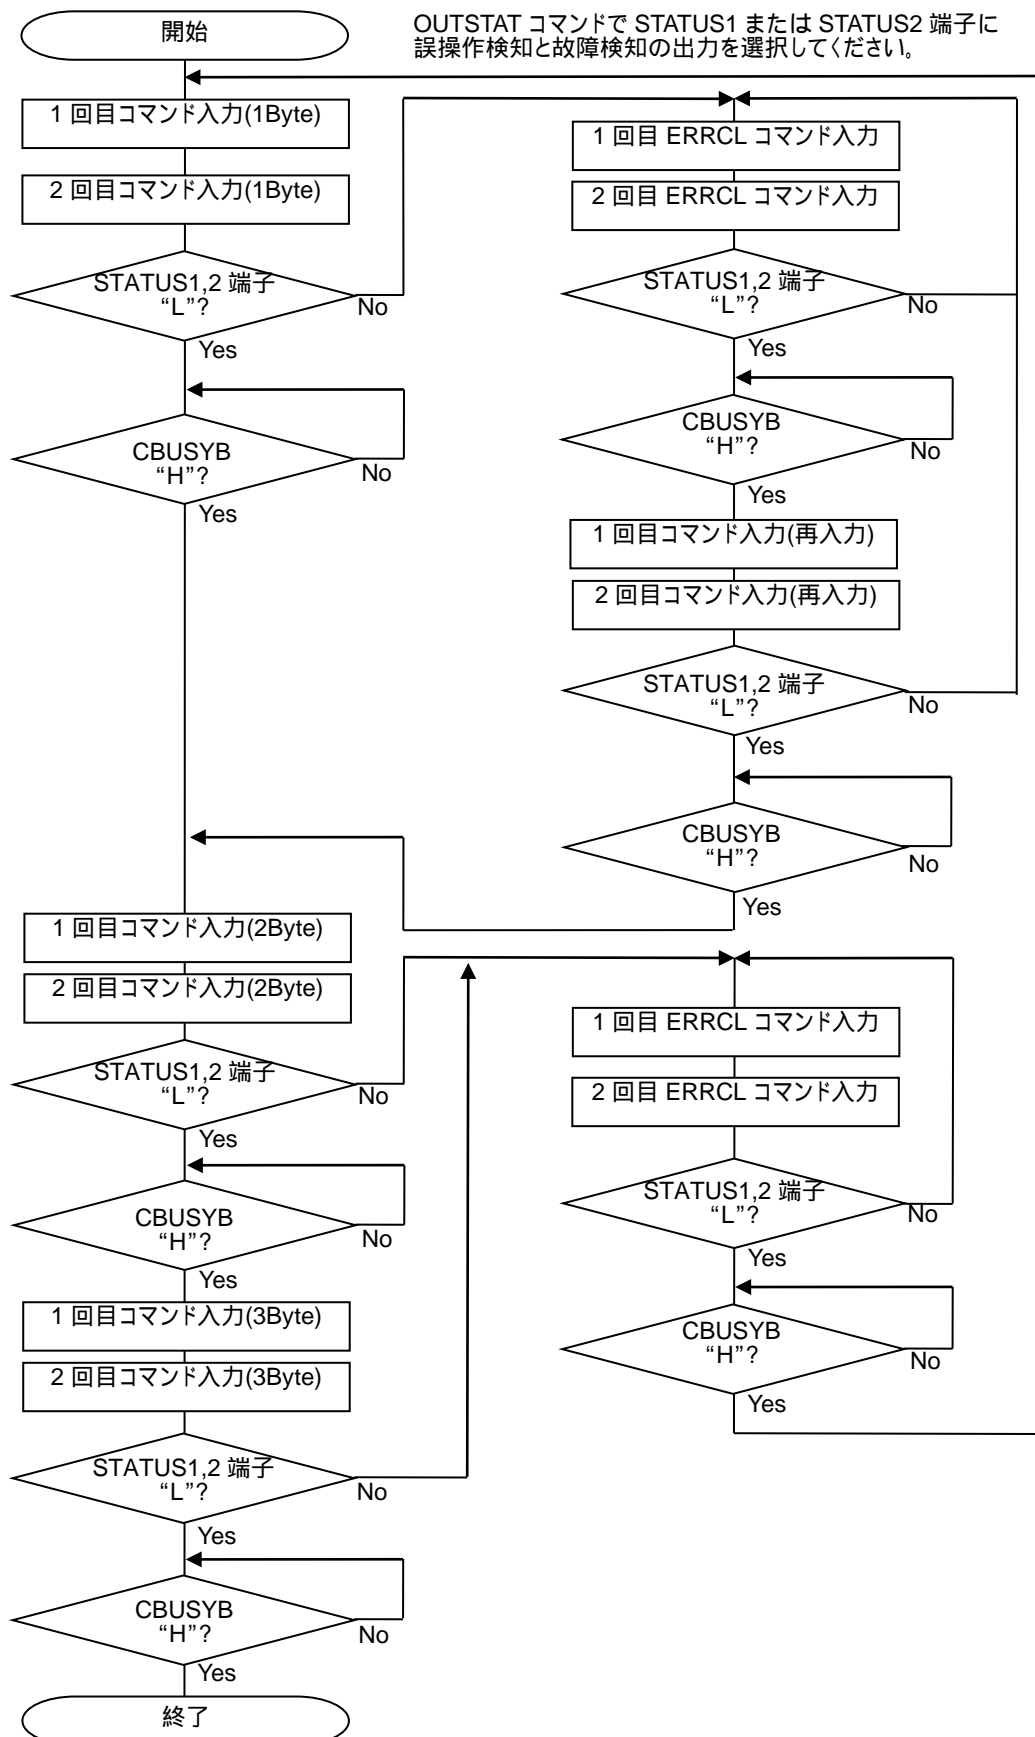 開始
OUTSTAT コマンドで STATUS1 または STATUS2 端子に
誤操作検知と故障検知の出力を選択してください。
1 回目コマンド入力(1Byte)
2 回目コマンド入力(1Byte)
STATUS1,2 端子
“L”?
No
Yes
CBUSYB
“H”?
No
Yes
1 回目 ERRCL コマンド入力
2 回目 ERRCL コマンド入力
STATUS1,2 端子
“L”?
No
Yes
CBUSYB
“H”?
No
Yes
1 回目コマンド入力(再入力)
2 回目コマンド入力(再入力)
STATUS1,2 端子
“L”?
No
Yes
CBUSYB
“H”?
No
Yes
1 回目コマンド入力(2Byte)
2 回目コマンド入力(2Byte)
STATUS1,2 端子
“L”?
No
Yes
CBUSYB
“H”?
No
Yes
1 回目コマンド入力(3Byte)
2 回目コマンド入力(3Byte)
STATUS1,2 端子
“L”?
No
Yes
CBUSYB
“H”?
No
Yes
終了
1 回目 ERRCL コマンド入力
2 回目 ERRCL コマンド入力
STATUS1,2 端子
“L”?
No
Yes
CBUSYB
“H”?
No
Yes